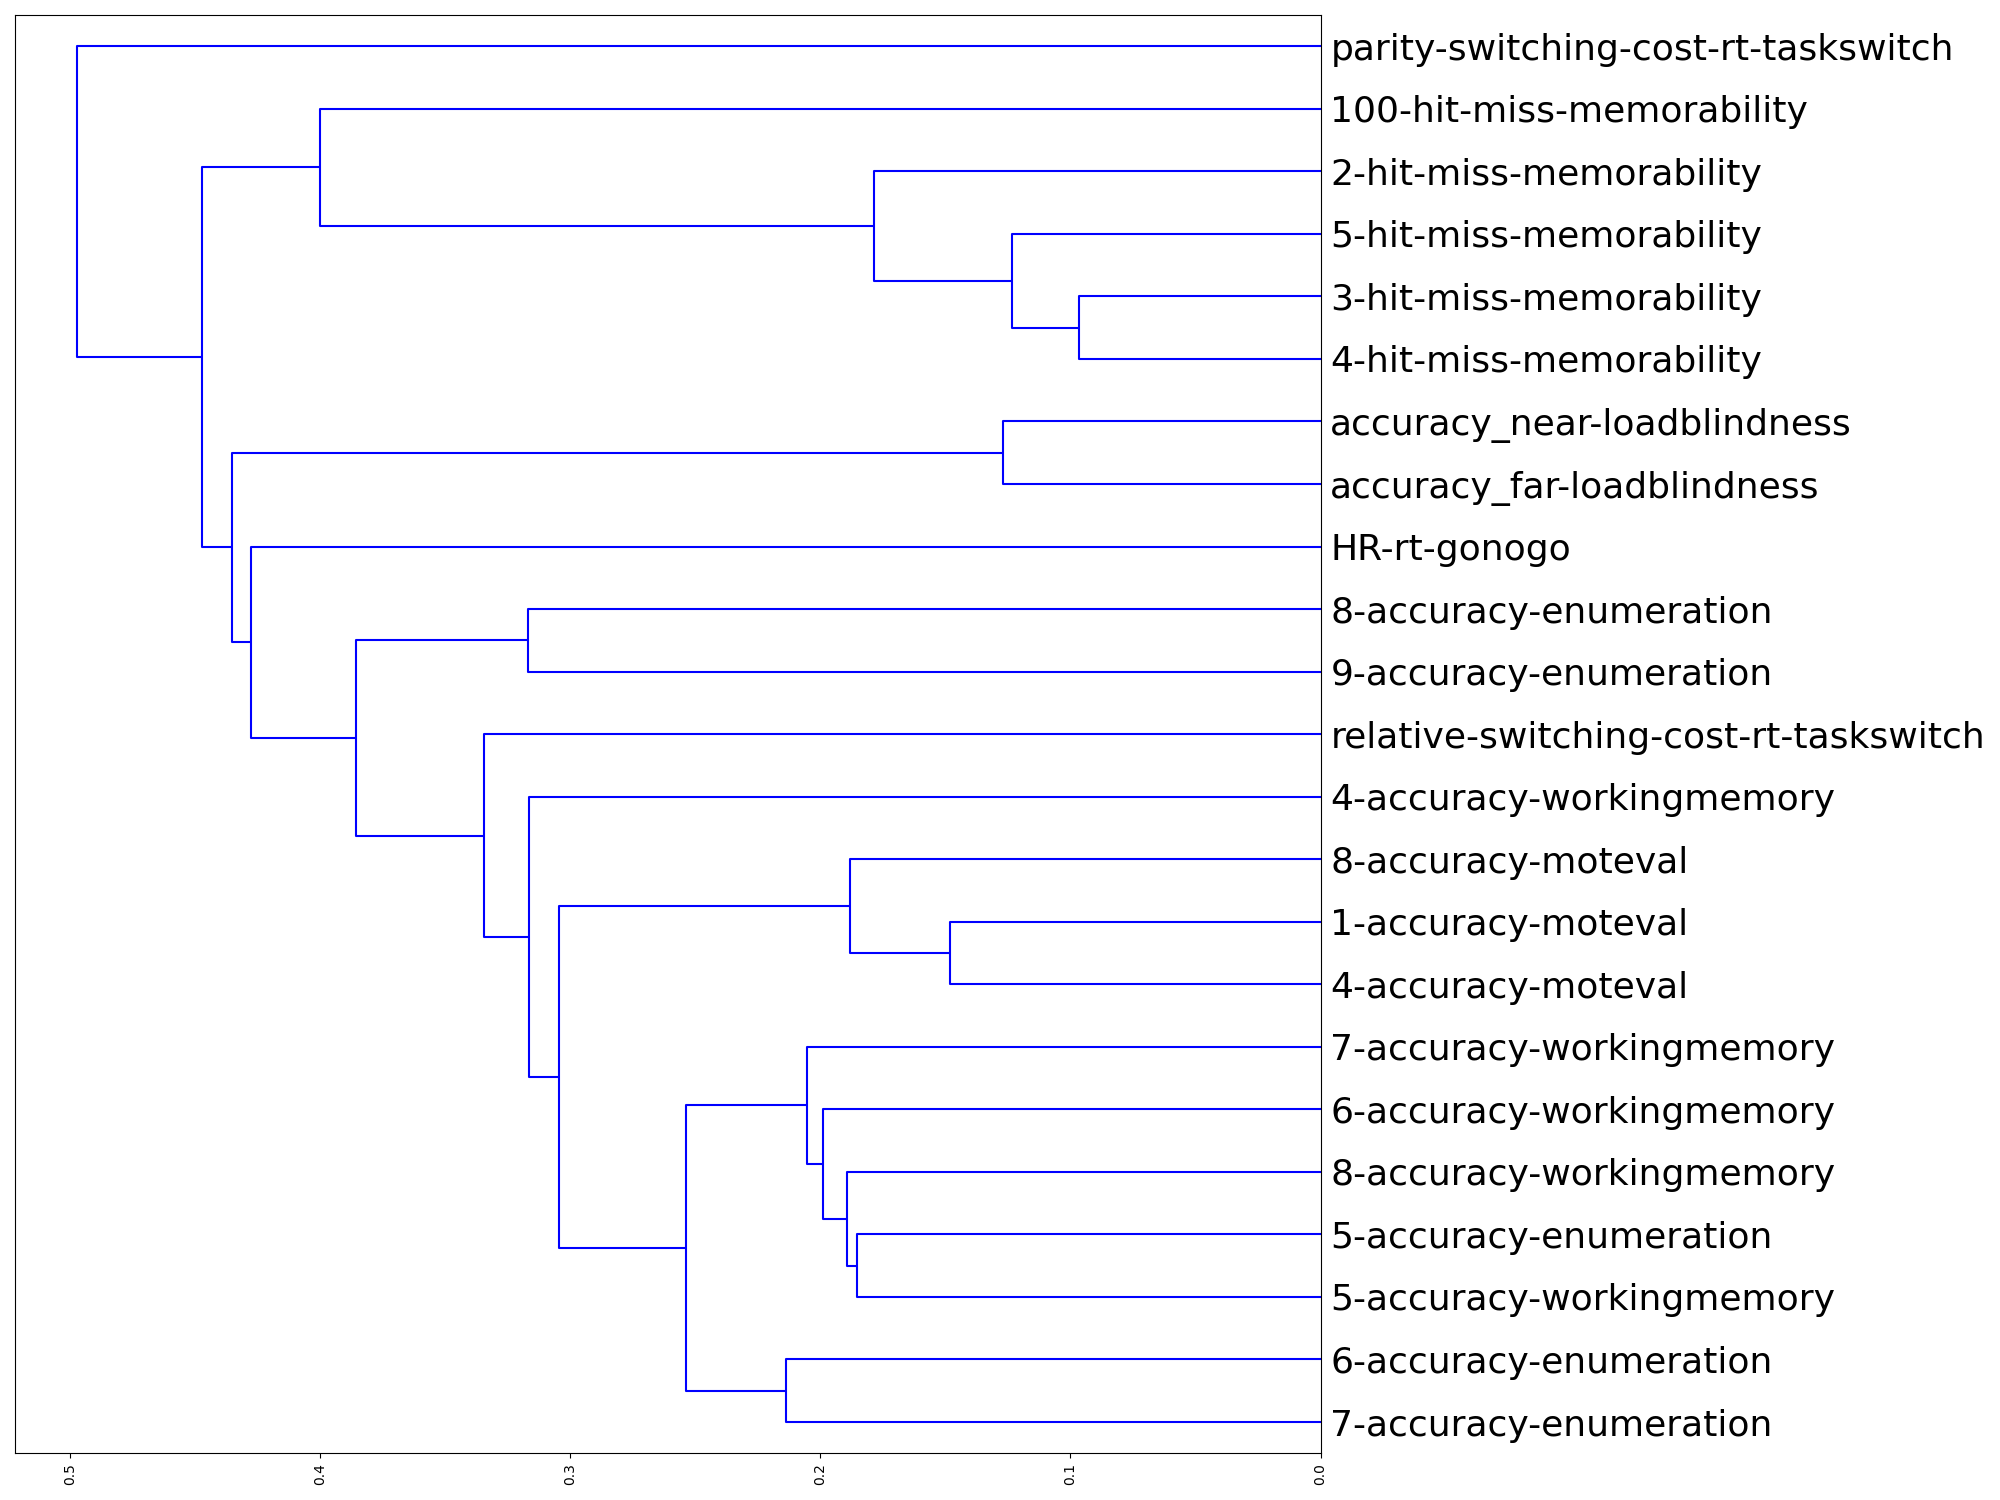 parity-switching-cost-rt-taskswitch
100-hit-miss-memorability
2-hit-miss-memorability
5-hit-miss-memorability
3-hit-miss-memorability
4-hit-miss-memorability
accuracy_near-loadblindness
accuracy_far-loadblindness
HR-rt-gonogo
8-accuracy-enumeration
9-accuracy-enumeration
relative-switching-cost-rt-taskswitch
4-accuracy-workingmemory
8-accuracy-moteval
1-accuracy-moteval
4-accuracy-moteval
7-accuracy-workingmemory
6-accuracy-workingmemory
8-accuracy-workingmemory
5-accuracy-enumeration
5-accuracy-workingmemory
6-accuracy-enumeration
7-accuracy-enumeration
0.5
0.4
0.3
0.2
0.1
0.0